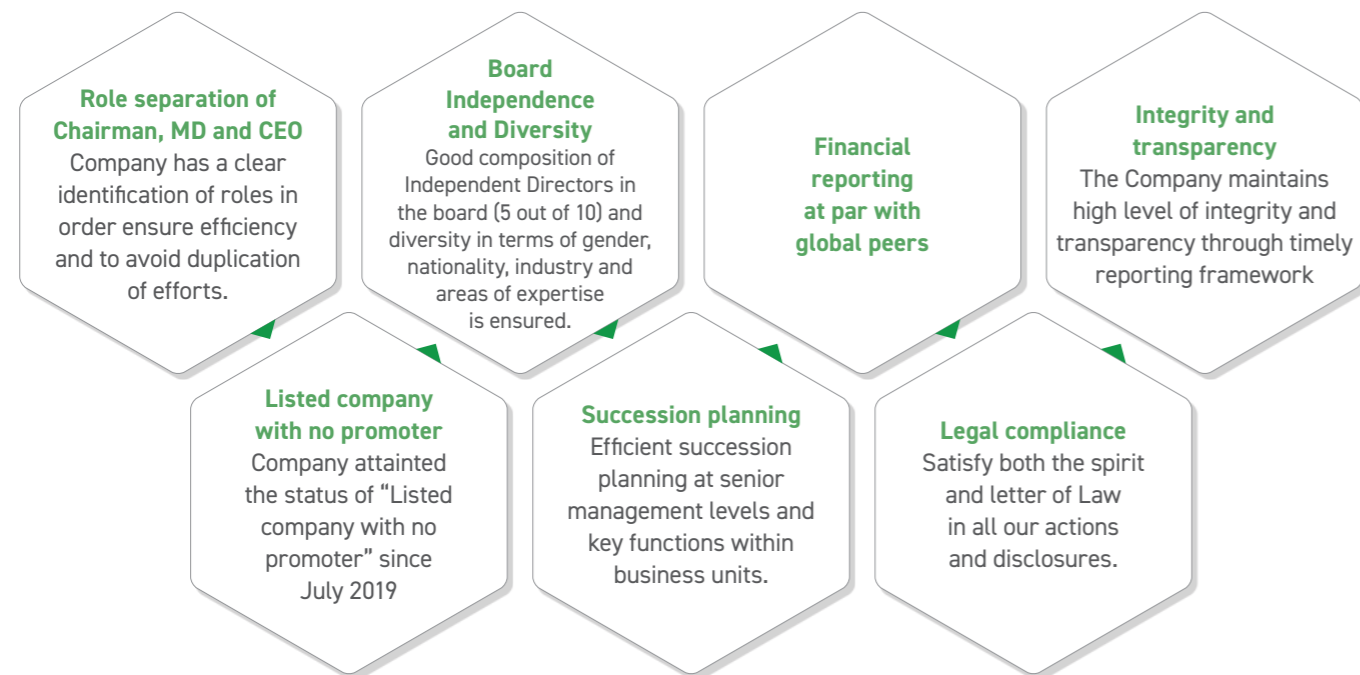 Role separation of
Chairman, MD and CEO
Company has a clear
identification of roles in
order ensure efficiency
and to avoid duplication
of efforts.
Board
Independence
and Diversity
Good composition of
Independent Directors in
the board (5 out of 10) and
diversity in terms of gender,
nationality, industry and
areas of expertise
is ensured.
Financial
reporting
at par with
global peers
Integrity and
transparency
The Company maintains
high level of integrity and
transparency through timely
reporting framework
Listed company
with no promoter
Company attainted
the status of “Listed
company with no
promoter” since
July 2019
Succession planning
Efficient succession
planning at senior
management levels and
key functions within
business units.
Legal compliance
Satisfy both the spirit
and letter of Law
in all our actions
and disclosures.